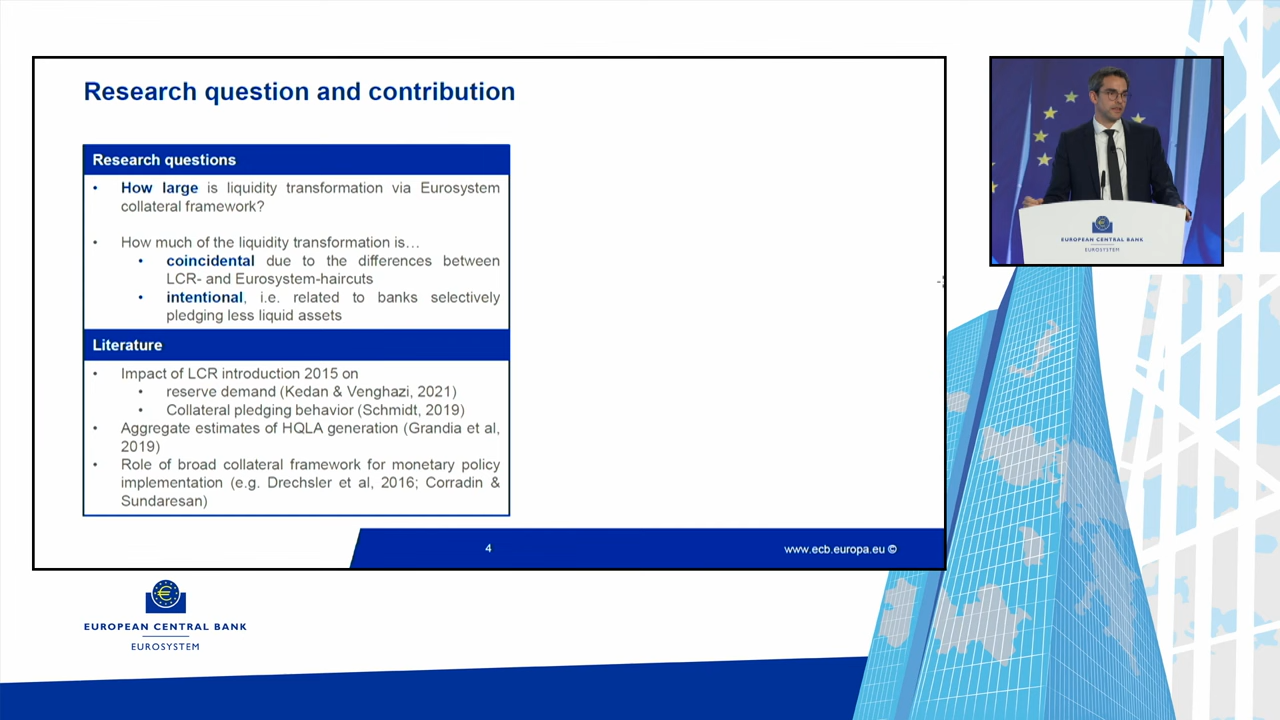 Research question and contribution
Research questions
• How large is liquidity transformation via Eurosystem
collateral framework?
• How much of the liquidity transformation is…
• coincidental due to the differences between
LCR- and Eurosystem-haircuts
• intentional, i.e. related to banks selectively
pledging less liquid assets
Literature
• Impact of LCR introduction 2015 on
• reserve demand (Kedan & Venghazi, 2021)
• Collateral pledging behavior (Schmidt, 2019)
• Aggregate estimates of HQLA generation (Grandia et al,
2019)
• Role of broad collateral framework for monetary policy
implementation (e.g. Drechsler et al, 2016; Corradin &
Sundaresan)
4
www.ecb.europa.eu ©
EUROPEAN CENTRAL BANK
EUROSYSTEM
EUROPEAN CENTRAL BANK
EUROSYSTEM